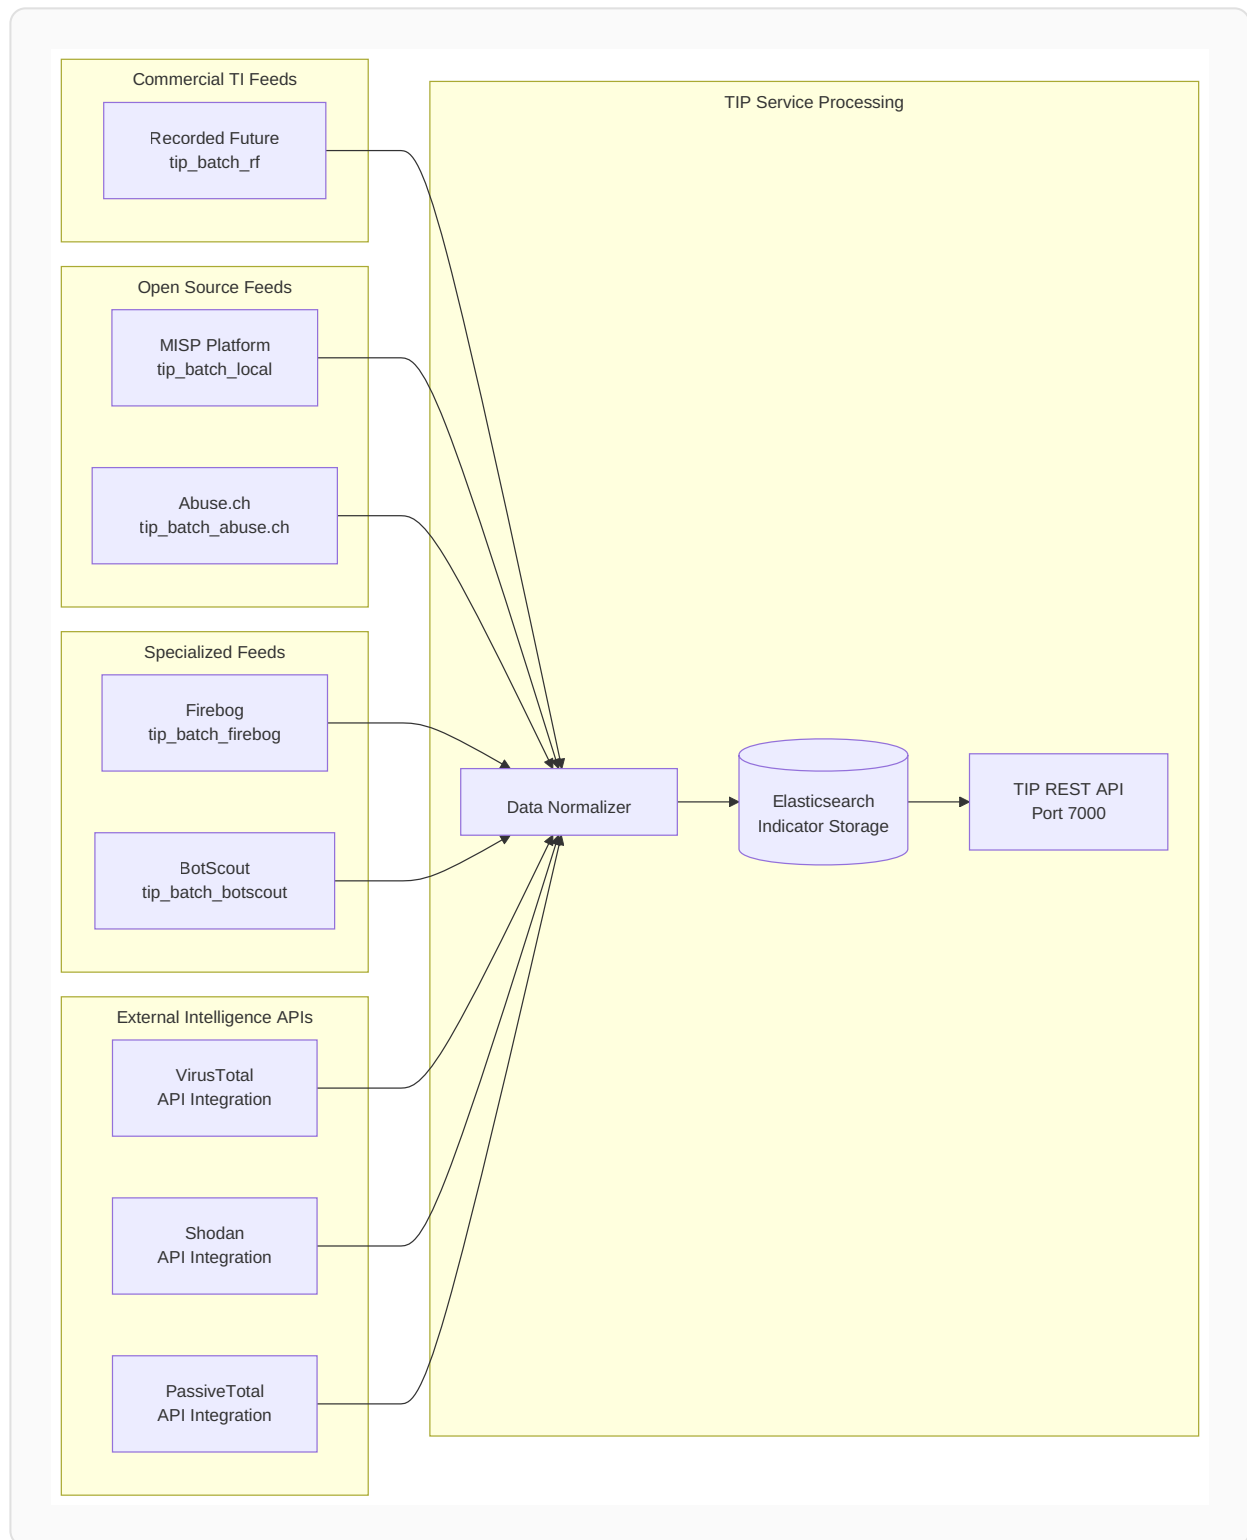 Commercial TI Feeds
Recorded Future
tip_batch_rf
Open Source Feeds
MISP Platform
tip_batch_local
Abuse.ch
tip_batch_abuse.ch
Specialized Feeds
Firebog
tip_batch_firebog
BotScout
tip_batch_botscout
External Intelligence APIs
VirusTotal
API Integration
Shodan
API Integration
PassiveTotal
API Integration
TIP Service Processing
Data Normalizer
Elasticsearch
Indicator Storage
TIP REST API
Port 7000